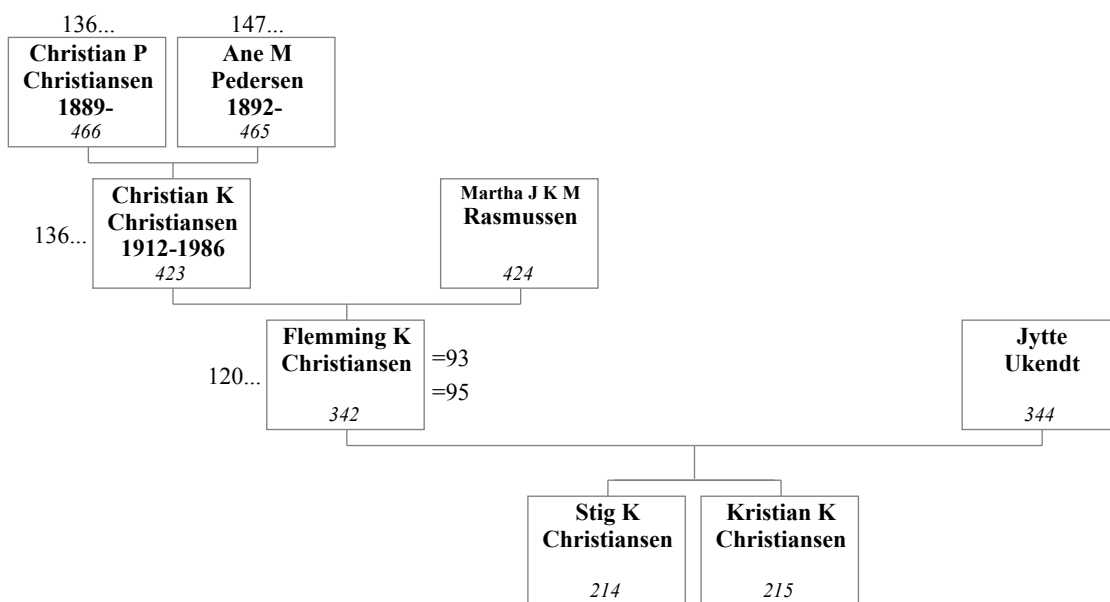 136...
147...
Christian P
Christiansen
1889-
466
Ane M
Pedersen
1892-
465
136...
Christian K
Christiansen
1912-1986
423
Martha J K M
Rasmussen
424
120...
Flemming K
Christiansen
342
=93
=95
Jytte
Ukendt
344
Stig K
Christiansen
214
Kristian K
Christiansen
215